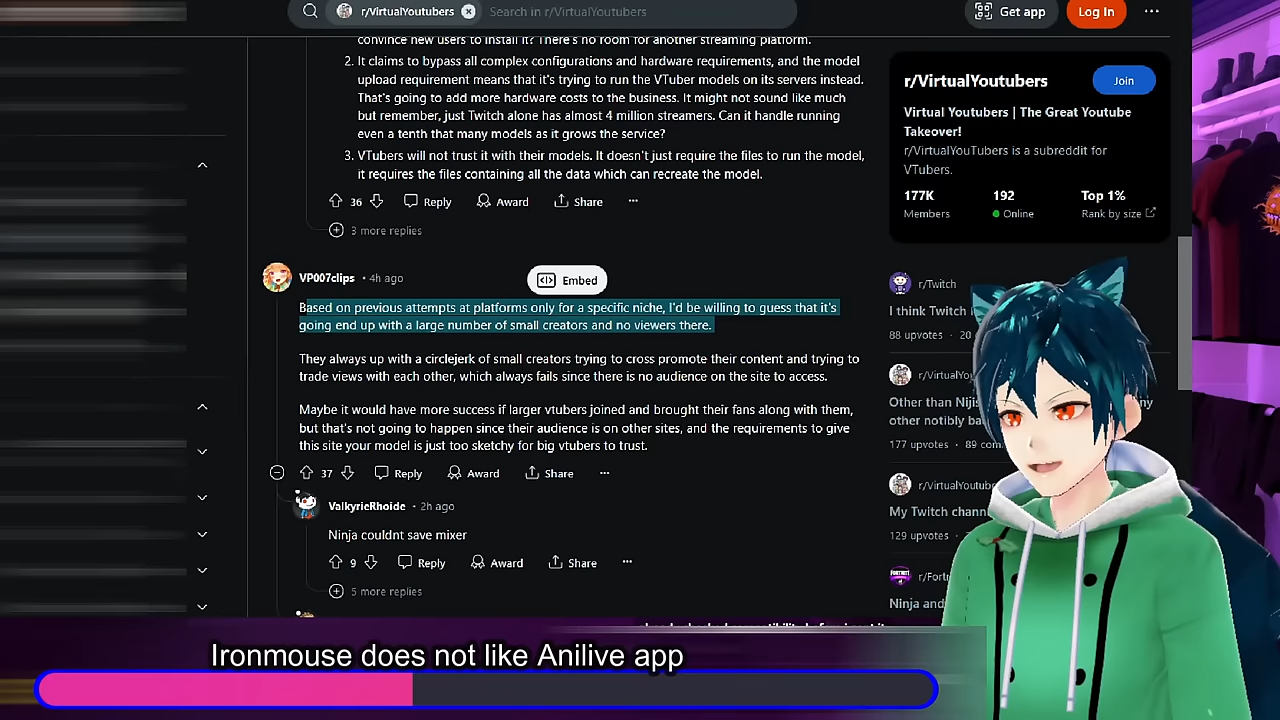 r/VirtualYoutubers
Search in r/VirtualYoutubers
Get app
Log In
convince new users to install it? There's no room for another streaming platform.
2. It claims to bypass all complex configurations and hardware requirements, and the model
upload requirement means that it's trying to run the VTuber models on its servers instead.
That's going to add more hardware costs to the business. It might not sound like much
but remember, just Twitch alone has almost 4 million streamers. Can it handle running
even a tenth that many models as it grows the service?
3. VTubers will not trust it with their models. It doesn't just require the files to run the model,
it requires the files containing all the data which can recreate the model.
36 Reply Award Share ...
3 more replies
VP007clips • 4h ago
Embed
Based on previous attempts at platforms only for a specific niche, I'd be willing to guess that it's
going end up with a large number of small creators and no viewers there.
They always up with a circlejerk of small creators trying to cross promote their content and trying to
trade views with each other, which always fails since there is no audience on the site to access.
Maybe it would have more success if larger vtubers joined and brought their fans along with them,
but that's not going to happen since their audience is on other sites, and the requirements to give
this site your model is just too sketchy for big vtubers to trust.
37 Reply Award Share ...
ValkyrieRhoide • 2h ago
Ninja couldnt save mixer
9 Reply Award Share ...
5 more replies
r/VirtualYoutubers
Join
Virtual Youtubers | The Great Youtube
Takeover!
r/VirtualYouTubers is a subreddit for
VTubers.
177K 192 Top 1%
Members Online Rank by size
r/Twitch
I think Twitch
88 upvotes • 20
r/VirtualYo
Other than Niji
other notibly ba
177 upvotes • 89 com
r/VirtualYoutube
My Twitch chann
129 upvotes
r/Fort
Ninja and
Ironmouse does not like Anilive app